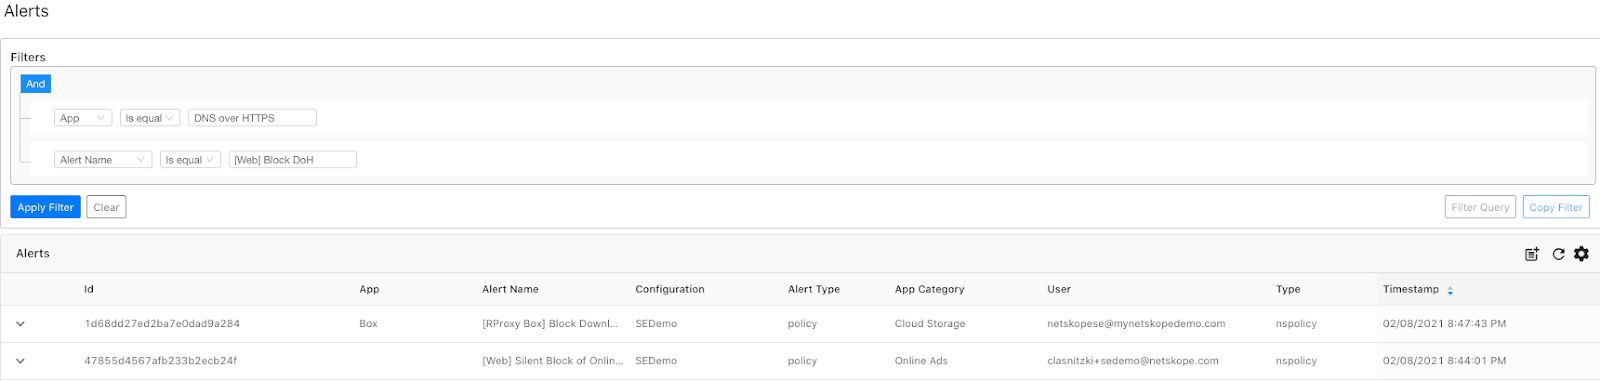 Alerts
Filters
And
App Is equal DNS over HTTPS
Alert Name Is equal [Web] Block DoH
Apply Filter Clear Filter Query Copy Filter
Alerts
Id App Alert Name Configuration Alert Type App Category User Type Timestamp
1d68dd27ed2ba7e0dad9a284 Box [RProxy Box] Block Downl... SEDemo policy Cloud Storage netskopese@mynetskopedemo.com nspolicy 02/08/2021 8:47:43 PM
47855d4567afb233b2ecb24f [Web] Silent Block of Onlin... SEDemo policy Online Ads clasnitzki+sedemo@netskope.com nspolicy 02/08/2021 8:44:01 PM